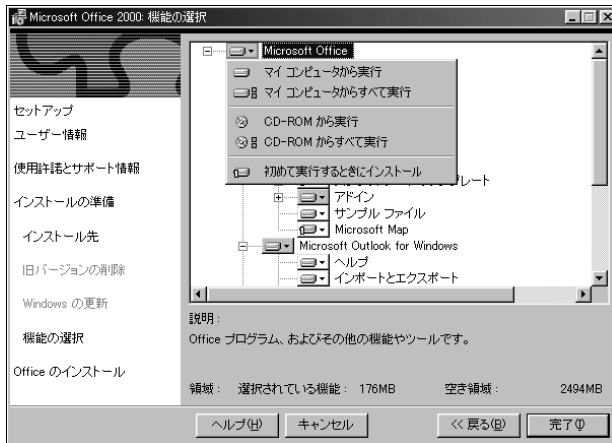 Microsoft Office 2000: 機能の選択
セットアップ
ユーザー情報
使用許諾とサポート情報
インストールの準備
インストール先
旧バージョンの削除
Windows の更新
機能の選択
Office のインストール
Microsoft Office
マイ コンピュータから実行
マイ コンピュータからすべて実行
CD-ROM から実行
CD-ROM からすべて実行
初めて実行するときにインストール
プレート
アドイン
サンプル ファイル
Microsoft Map
Microsoft Outlook for Windows
ヘルプ
インポートとエクスポート
説明:
Office プログラム、およびその他の機能やツールです。
領域: 選択されている機能: 176MB 空き領域: 2494MB
ヘルプ(H) キャンセル << 戻る(B) 完了(I)